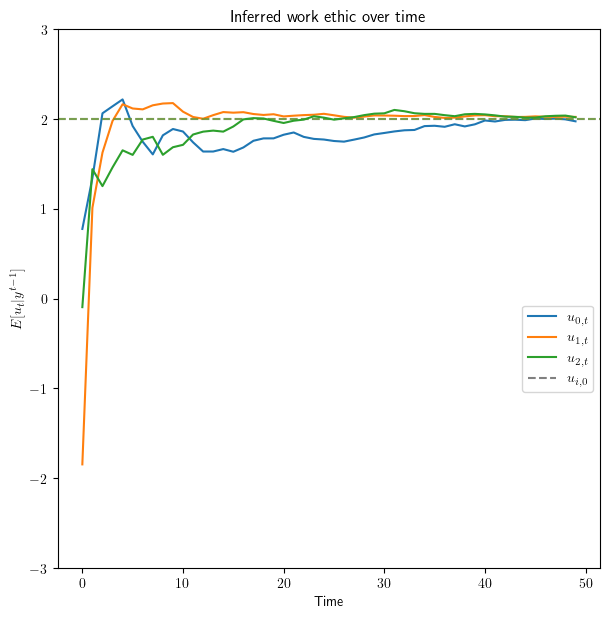 Inferred work ethic over time
3
2
1
0
−1
−2
−3
E[u_t|y^{t−1}]
u_{0,t}
u_{1,t}
u_{2,t}
u_{i,0}
0 10 20 30 40 50
Time